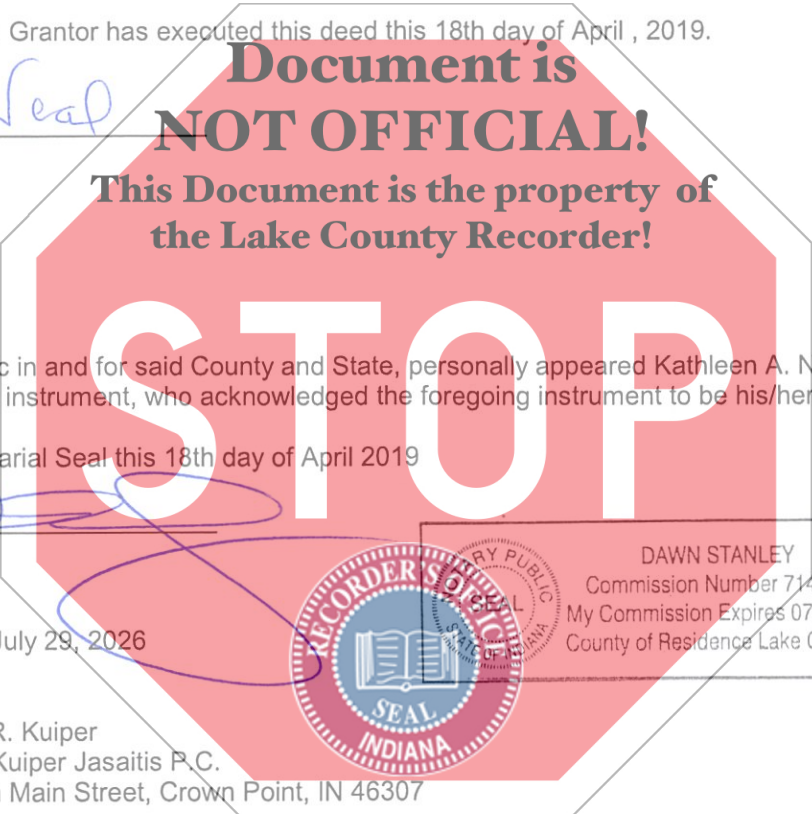 Grantor has executed this deed this 18th day of April , 2019.
Document is
NOT OFFICIAL!
This Document is the property of
the Lake County Recorder!
Neal
STOP
c in and for said County and State, personally appeared Kathleen A. N
instrument, who acknowledged the foregoing instrument to be his/her
arial Seal this 18th day of April 2019
RECORDER'S OFFICE
SEAL
INDIANA
NOTARY PUBLIC
SEAL
STATE OF INDIANA
DAWN STANLEY
Commission Number 714
My Commission Expires 07
County of Residence Lake C
July 29, 2026
R. Kuiper
Kuiper Jasaitis P.C.
Main Street, Crown Point, IN 46307